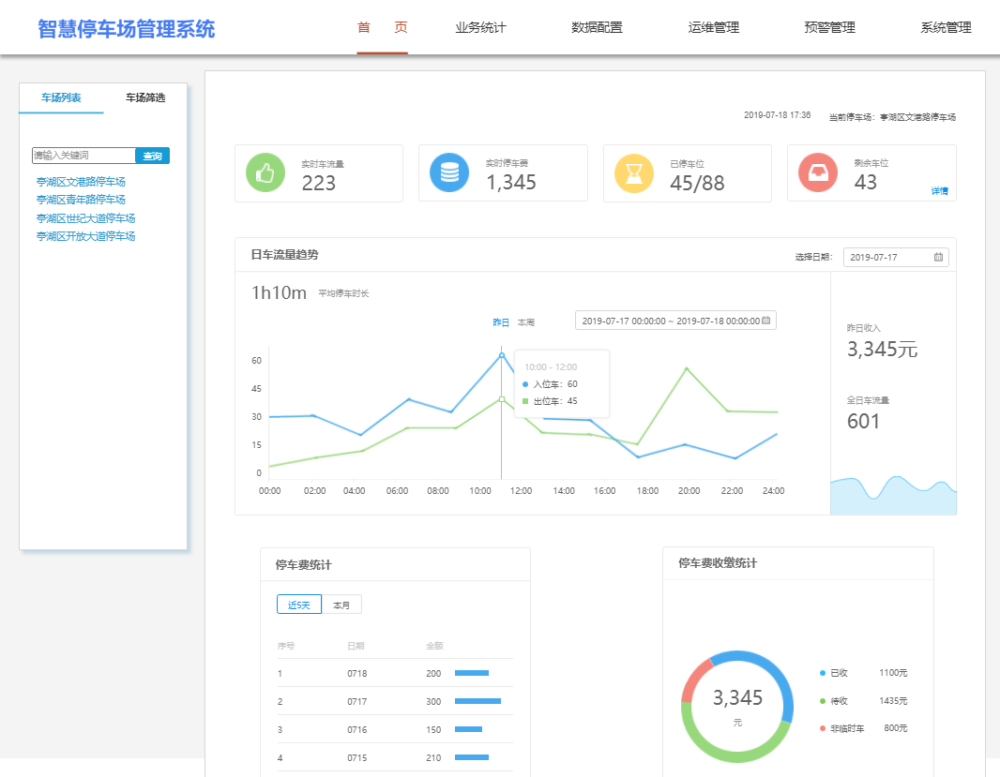 智慧停车场管理系统
首 页 业务统计 数据配置 运维管理 预警管理 系统管理
车场列表 车场筛选
请输入关键词 查询
亭湖区文港路停车场
亭湖区青年路停车场
亭湖区世纪大道停车场
亭湖区开放大道停车场
2019-07-18 17:36 当前停车场: 亭湖区文港路停车场
实时车流量
223
实时停车费
1,345
已停车位
45/88
剩余车位
43
详情
日车流量趋势
选择日期: 2019-07-17
1h10m 平均停车时长
昨日 本周 2019-07-17 00:00:00 ~ 2019-07-18 00:00:00
60
45
30
15
0
10:00 - 12:00
入位车: 60
出位车: 45
00:00 02:00 04:00 06:00 08:00 10:00 12:00 14:00 16:00 18:00 20:00 22:00 24:00
昨日收入
3,345元
全日车流量
601
停车费统计
近5天 本月
序号 日期 全额
1 0718 200
2 0717 300
3 0716 150
4 0715 210
停车费收缴统计
3,345
元
已收 1100元
待收 1435元
非临时车 800元